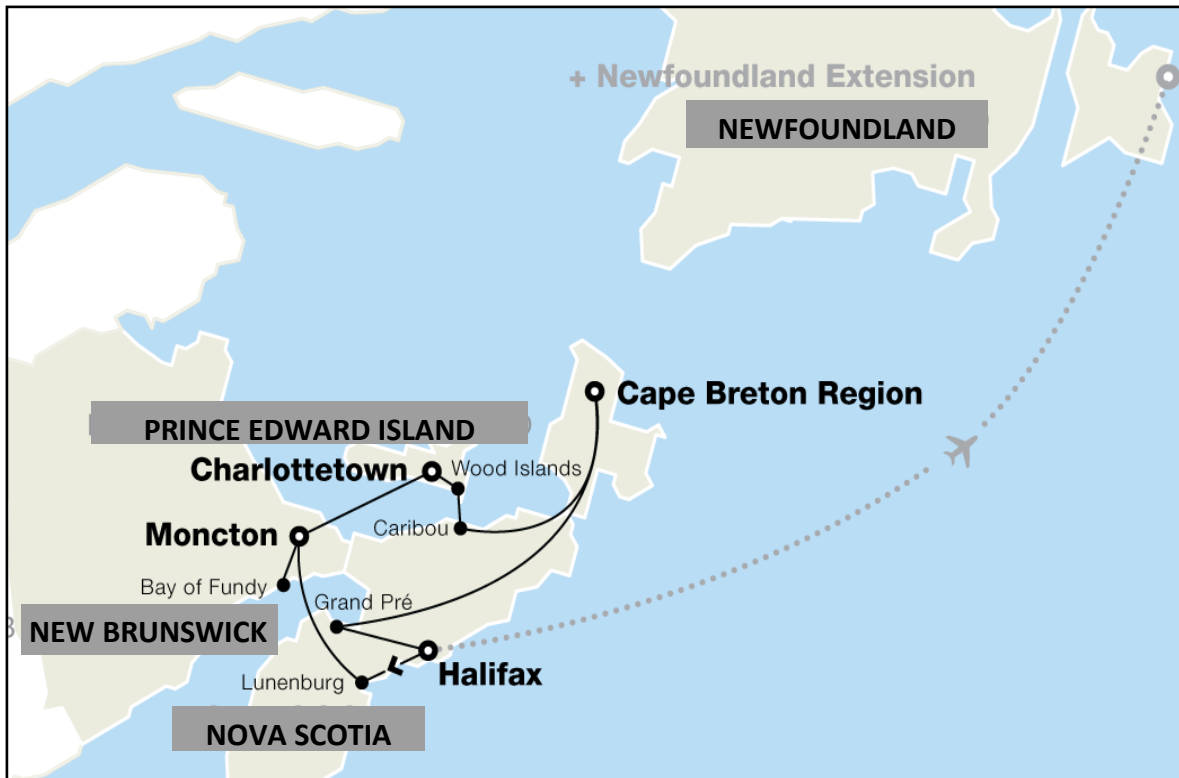 + Newfoundland Extension
NEWFOUNDLAND
Cape Breton Region
PRINCE EDWARD ISLAND
Charlottetown
Wood Islands
Caribou
Moncton
Bay of Fundy
Grand Pré
NEW BRUNSWICK
Halifax
Lunenburg
NOVA SCOTIA